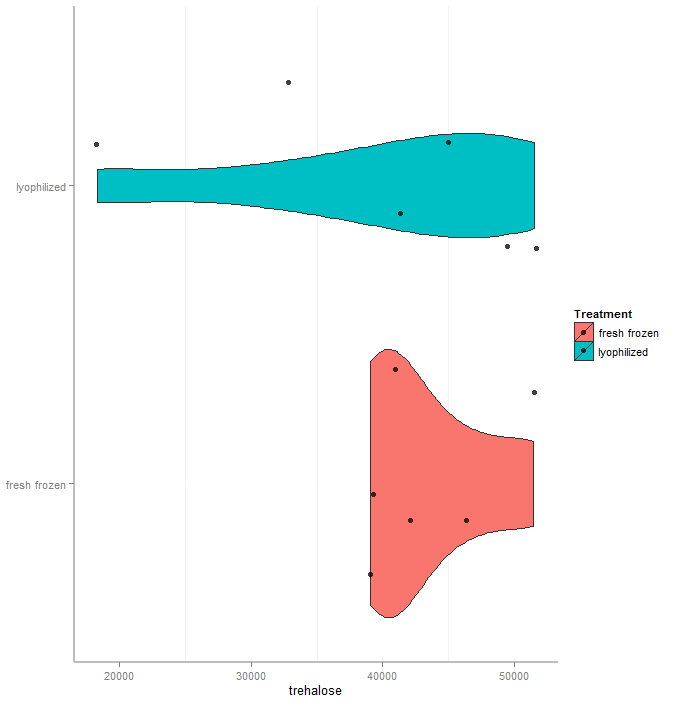 lyophilized
fresh frozen
20000 30000 40000 50000
trehalose
Treatment
fresh frozen
lyophilized